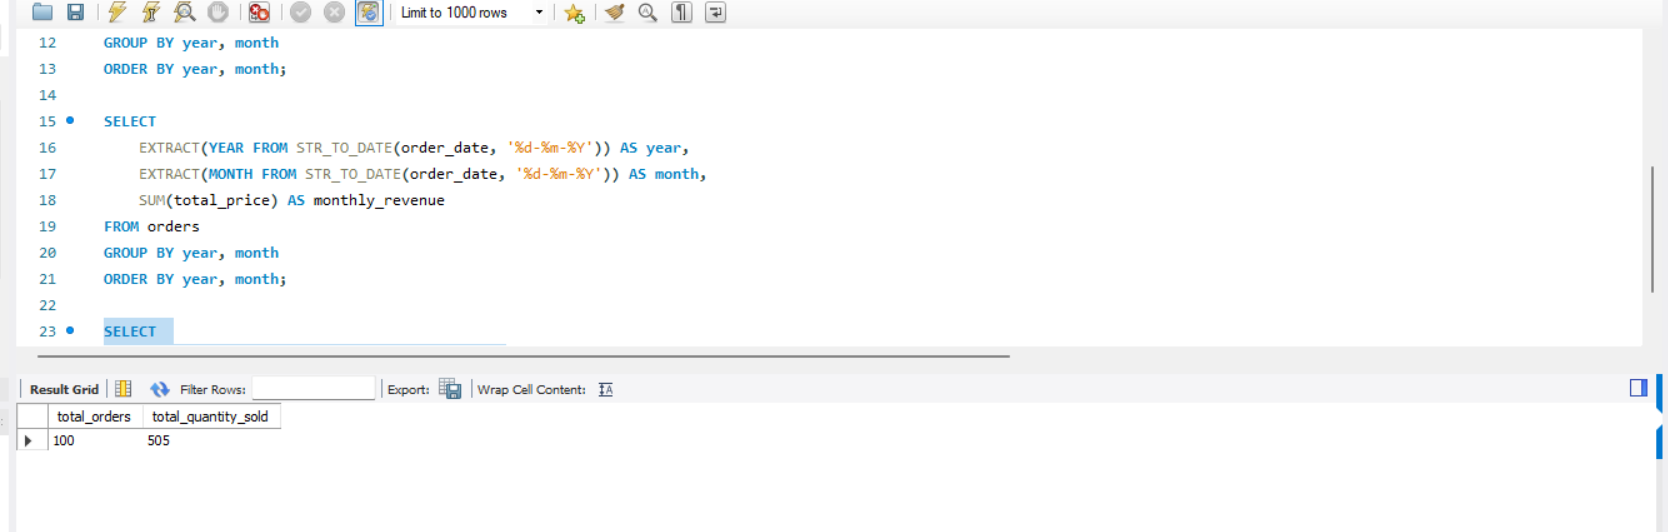 Limit to 1000 rows
12 GROUP BY year, month
13 ORDER BY year, month;
14
15 SELECT
16 EXTRACT(YEAR FROM STR_TO_DATE(order_date, '%d-%m-%Y')) AS year,
17 EXTRACT(MONTH FROM STR_TO_DATE(order_date, '%d-%m-%Y')) AS month,
18 SUM(total_price) AS monthly_revenue
19 FROM orders
20 GROUP BY year, month
21 ORDER BY year, month;
22
23 SELECT
Result Grid Filter Rows: Export: Wrap Cell Content:
total_orders total_quantity_sold
100 505